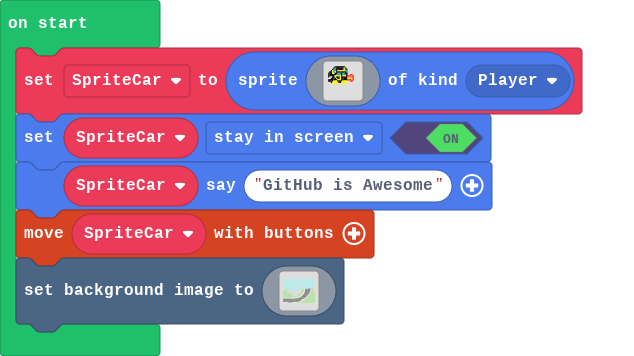 on start
set SpriteCar to sprite of kind Player
set SpriteCar stay in screen ON
SpriteCar say "GitHub is Awesome"
move SpriteCar with buttons
set background image to